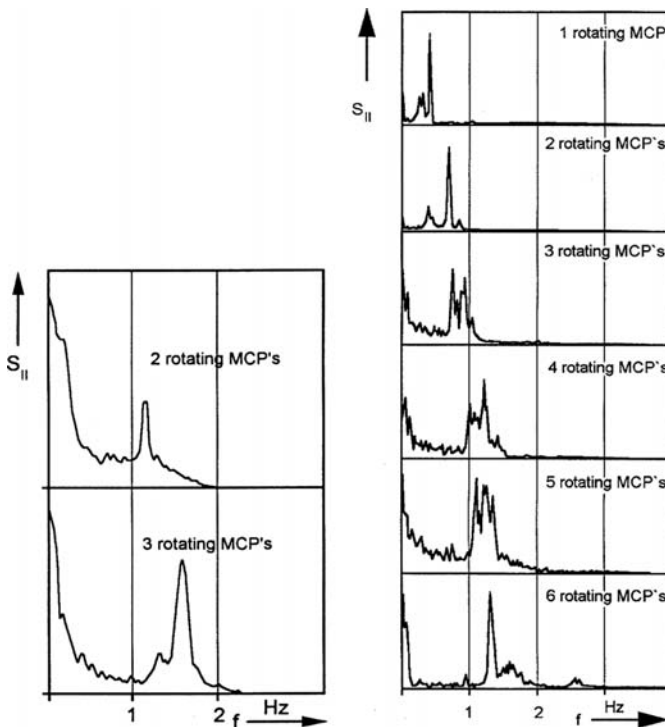 S_II
2 rotating MCP's
3 rotating MCP's
1 2 Hz
f
S_II
1 rotating MCP
2 rotating MCP`s
3 rotating MCP`s
4 rotating MCP`s
5 rotating MCP`s
6 rotating MCP`s
1 2 Hz
f